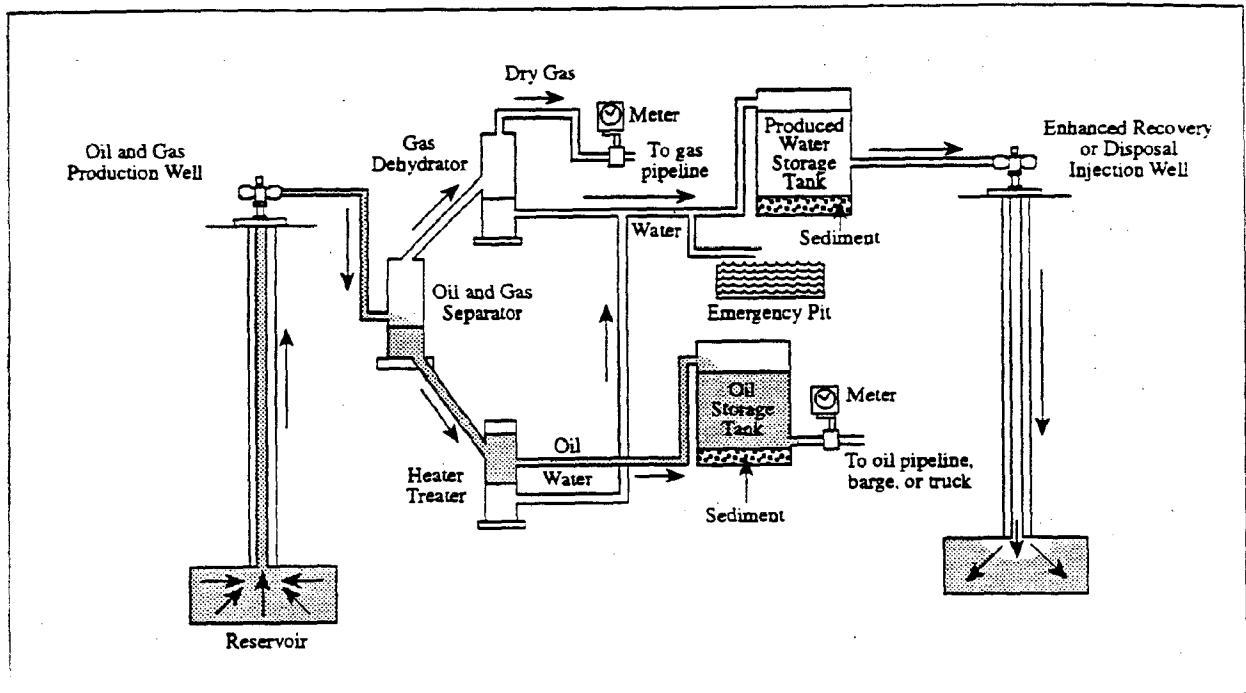 Dry Gas
Meter
Gas
Dehydrator
To gas
pipeline
Produced
Water
Storage
Tank
Enhanced Recovery
or Disposal
Injection Well
Oil and Gas
Production Well
Water
Sediment
Oil and Gas
Separator
Emergency Pit
Oil
Storage
Tank
Meter
Oil
Water
Heater
Treater
To oil pipeline,
barge, or truck
Sediment
Reservoir